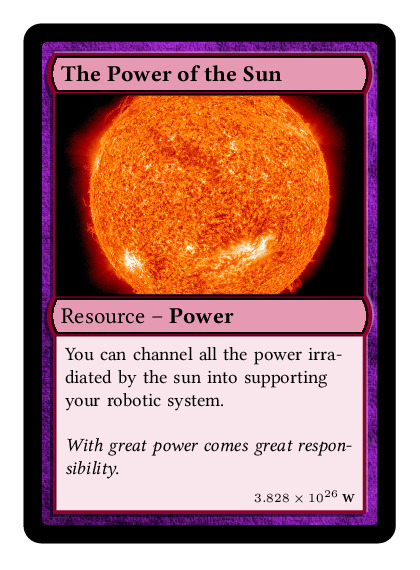 The Power of the Sun
Resource – Power
You can channel all the power irra-
diated by the sun into supporting
your robotic system.
With great power comes great respon-
sibility.
3.828 × 10²⁶ W